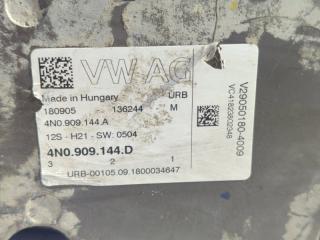 VW AG
Made in Hungary URB
180905 136244 M
4N0.909.144.A
12S - H21 - SW: 0504
4N0.909.144.D
3 2 1
URB-00105.09.1800034647
V29050180-4009
VC41823802348